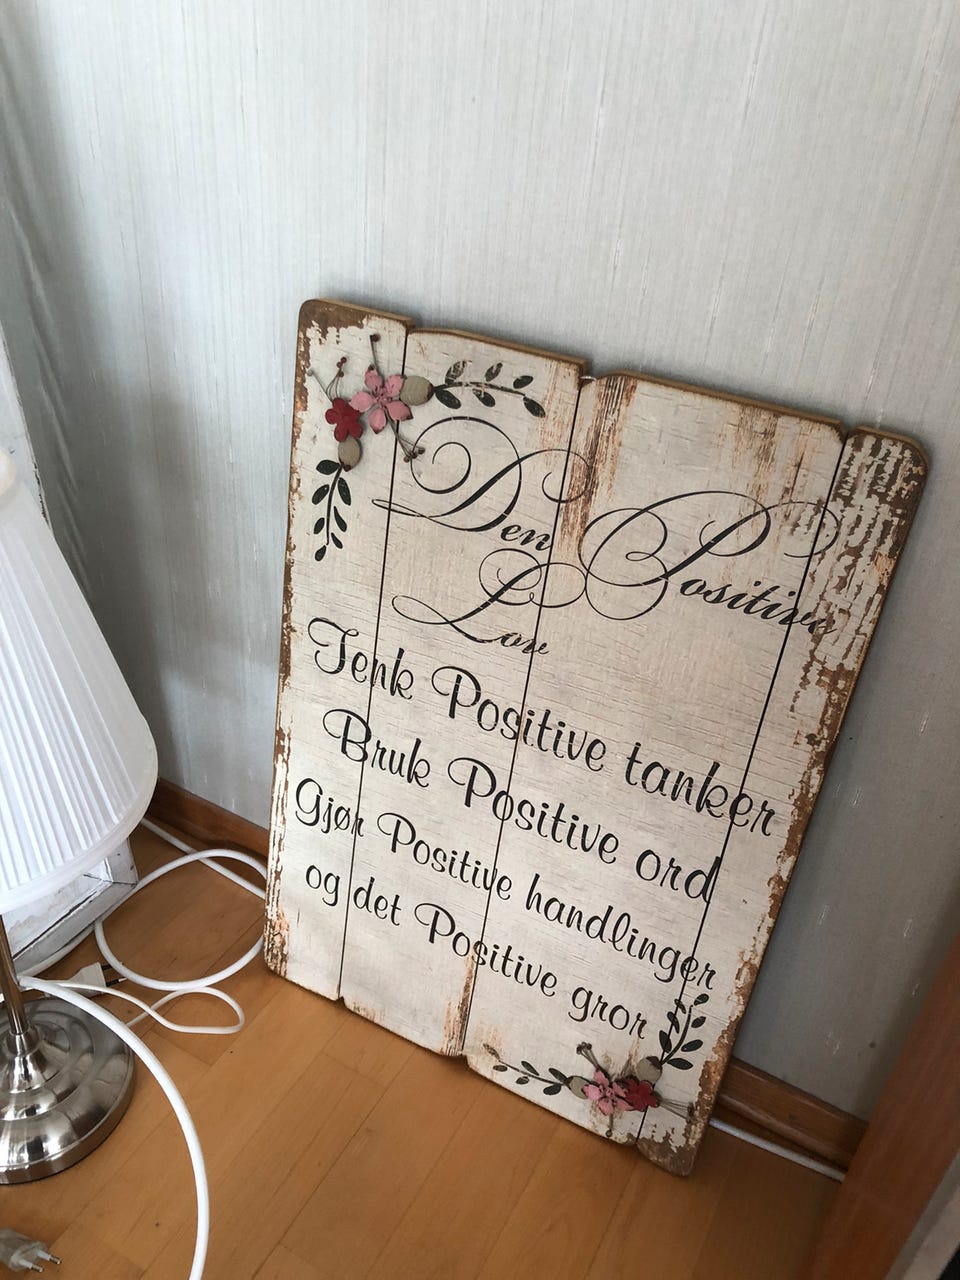 Den Positive
Lov
Tenk Positive tanker
Bruk Positive ord
Gjør Positive handlinger
og det Positive gror